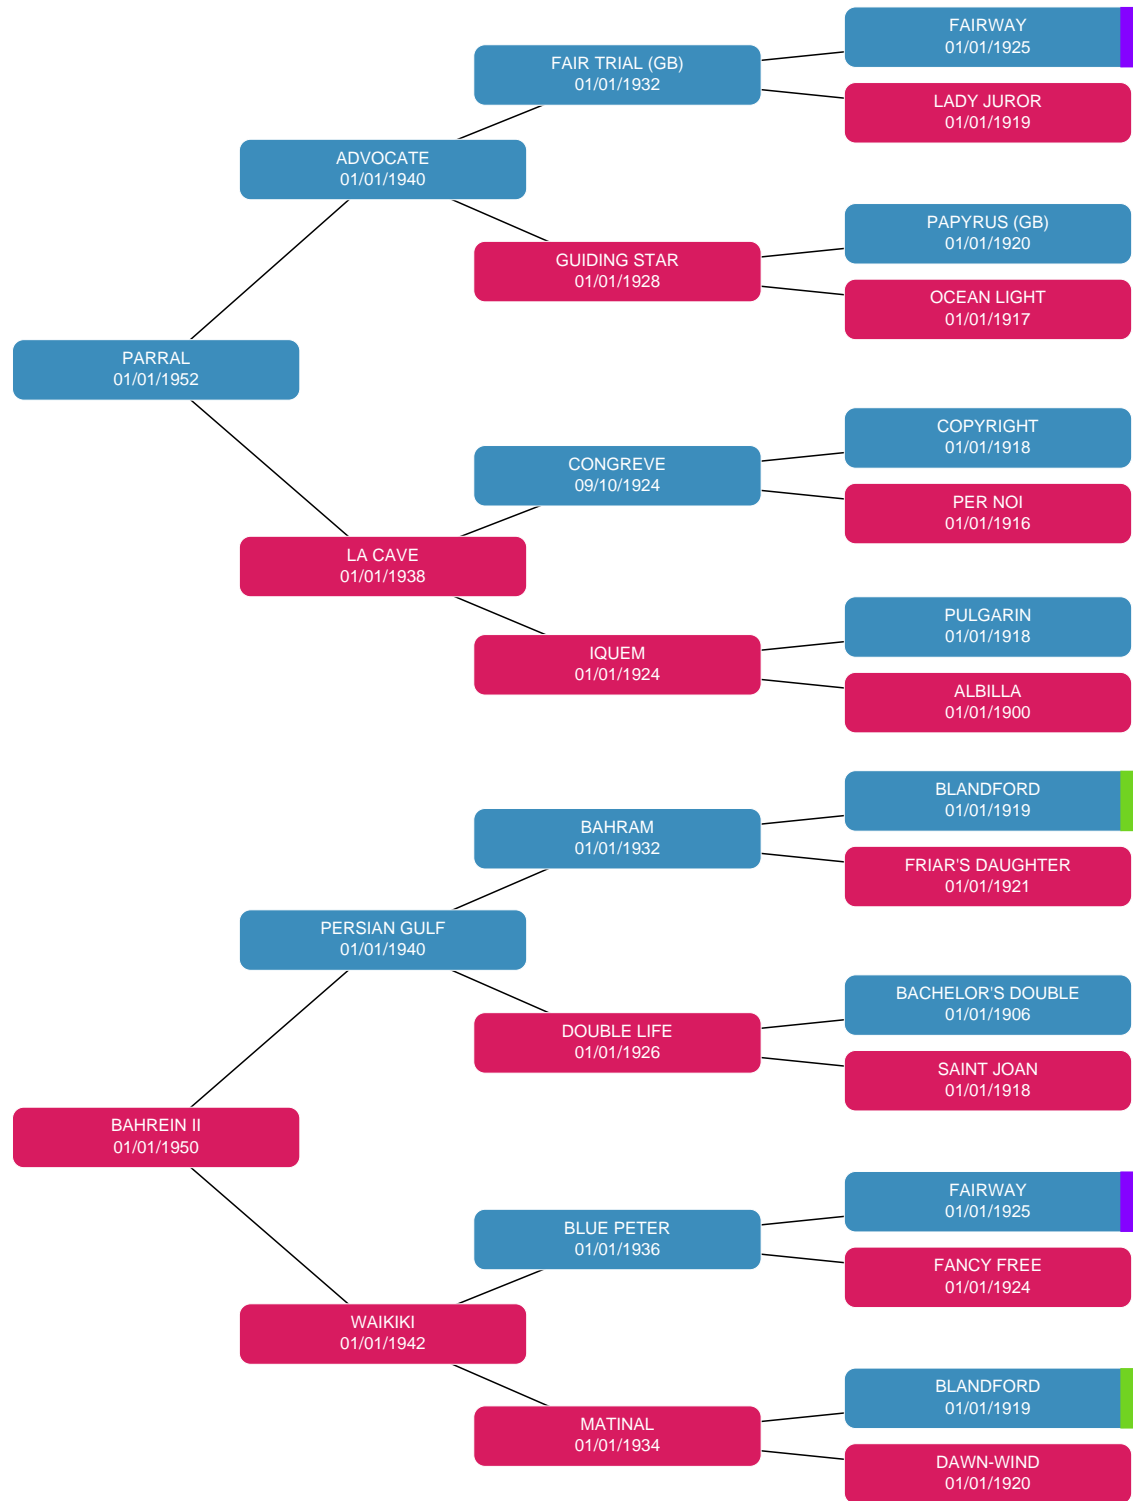 FAIRWAY
01/01/1925
FAIR TRIAL (GB)
01/01/1932
LADY JUROR
01/01/1919
ADVOCATE
01/01/1940
PAPYRUS (GB)
01/01/1920
GUIDING STAR
01/01/1928
OCEAN LIGHT
01/01/1917
PARRAL
01/01/1952
COPYRIGHT
01/01/1918
CONGREVE
09/10/1924
PER NOI
01/01/1916
LA CAVE
01/01/1938
PULGARIN
01/01/1918
IQUEM
01/01/1924
ALBILLA
01/01/1900
BLANDFORD
01/01/1919
BAHRAM
01/01/1932
FRIAR'S DAUGHTER
01/01/1921
PERSIAN GULF
01/01/1940
BACHELOR'S DOUBLE
01/01/1906
DOUBLE LIFE
01/01/1926
SAINT JOAN
01/01/1918
BAHREIN II
01/01/1950
FAIRWAY
01/01/1925
BLUE PETER
01/01/1936
FANCY FREE
01/01/1924
WAIKIKI
01/01/1942
BLANDFORD
01/01/1919
MATINAL
01/01/1934
DAWN-WIND
01/01/1920